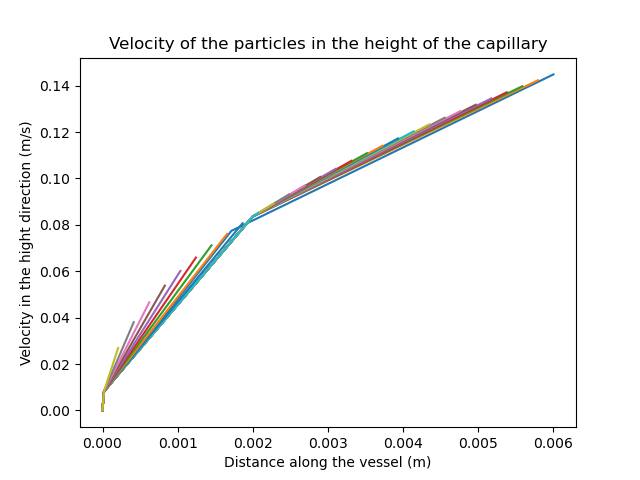 Velocity of the particles in the height of the capillary
Velocity in the hight direction (m/s)
0.14
0.12
0.10
0.08
0.06
0.04
0.02
0.00
0.000 0.001 0.002 0.003 0.004 0.005 0.006
Distance along the vessel (m)